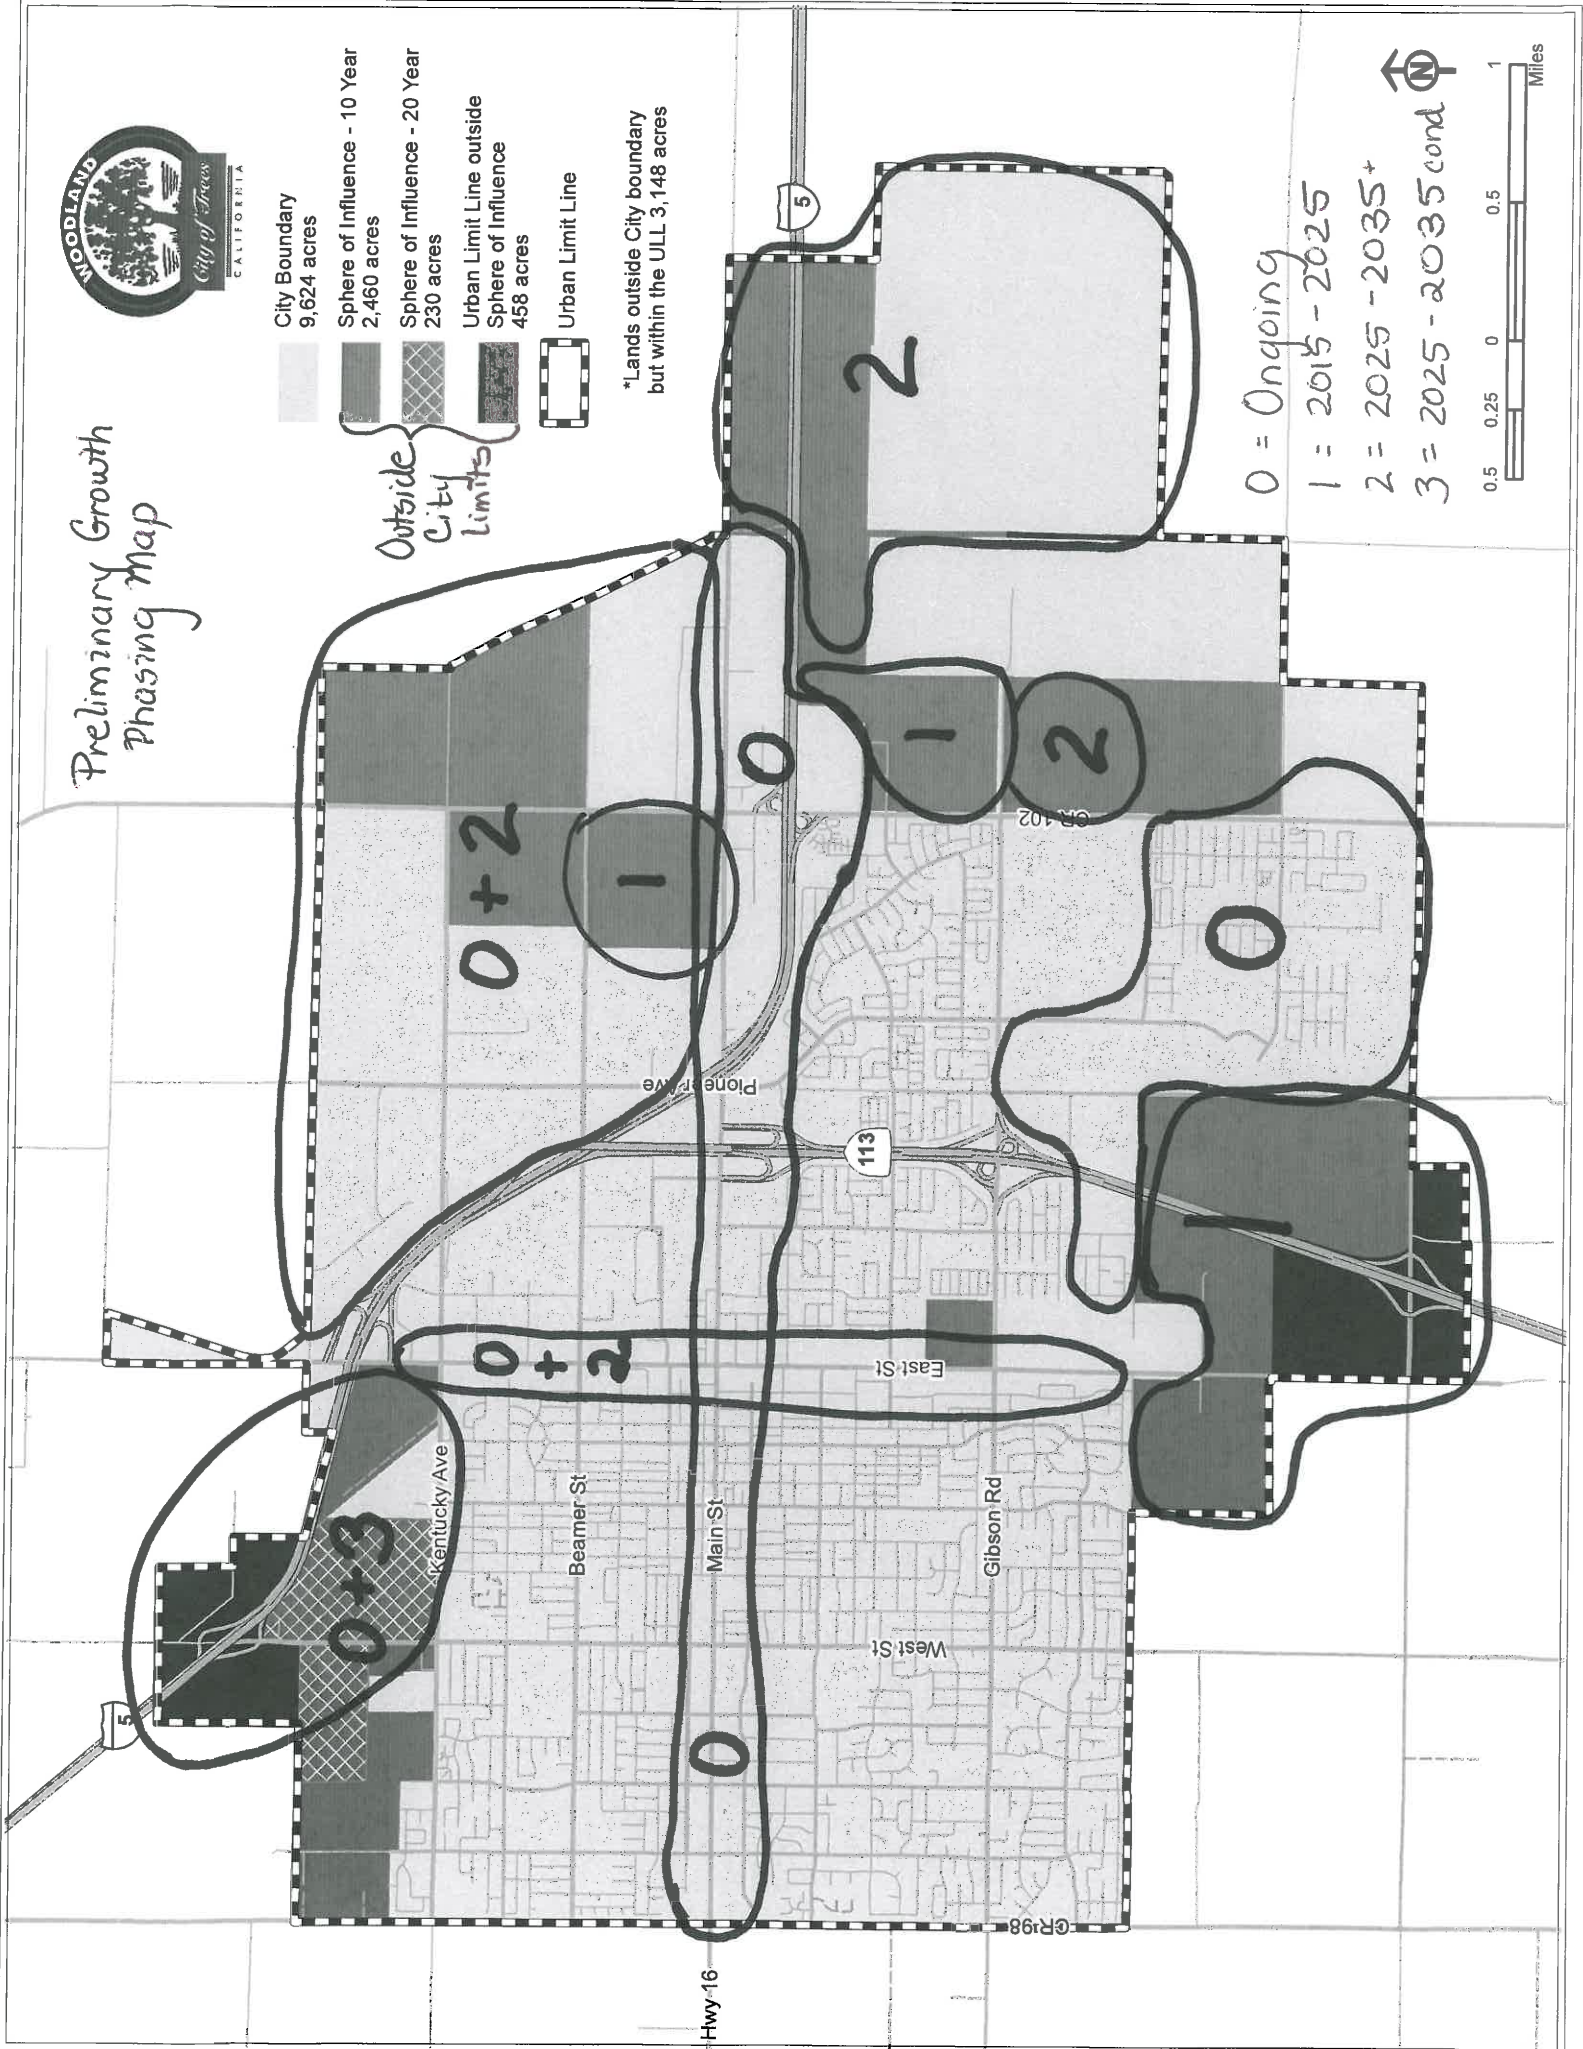 Preliminary Growth
Phasing Map
WOODLAND
City of Trees
CALIFORNIA
City Boundary
9,624 acres
Sphere of Influence - 10 Year
2,460 acres
Sphere of Influence - 20 Year
230 acres
Urban Limit Line outside
Sphere of Influence
458 acres
Urban Limit Line
Outside
City
Limits
*Lands outside City boundary
but within the ULL 3,148 acres
5
0+3
Kentucky Ave
0 + 2
0
+
2
1
Beamer St
Pioneer Ave
Hwy 16
Main St
0
0
5
2
1
2
113
East St
West St
Gibson Rd
CR 102
CR 98
0
1
0 = Ongoing
1 = 2015-2025
2 = 2025-2035+
3 = 2025-2035 cond
N
0.5 0.25 0 0.5 1
Miles